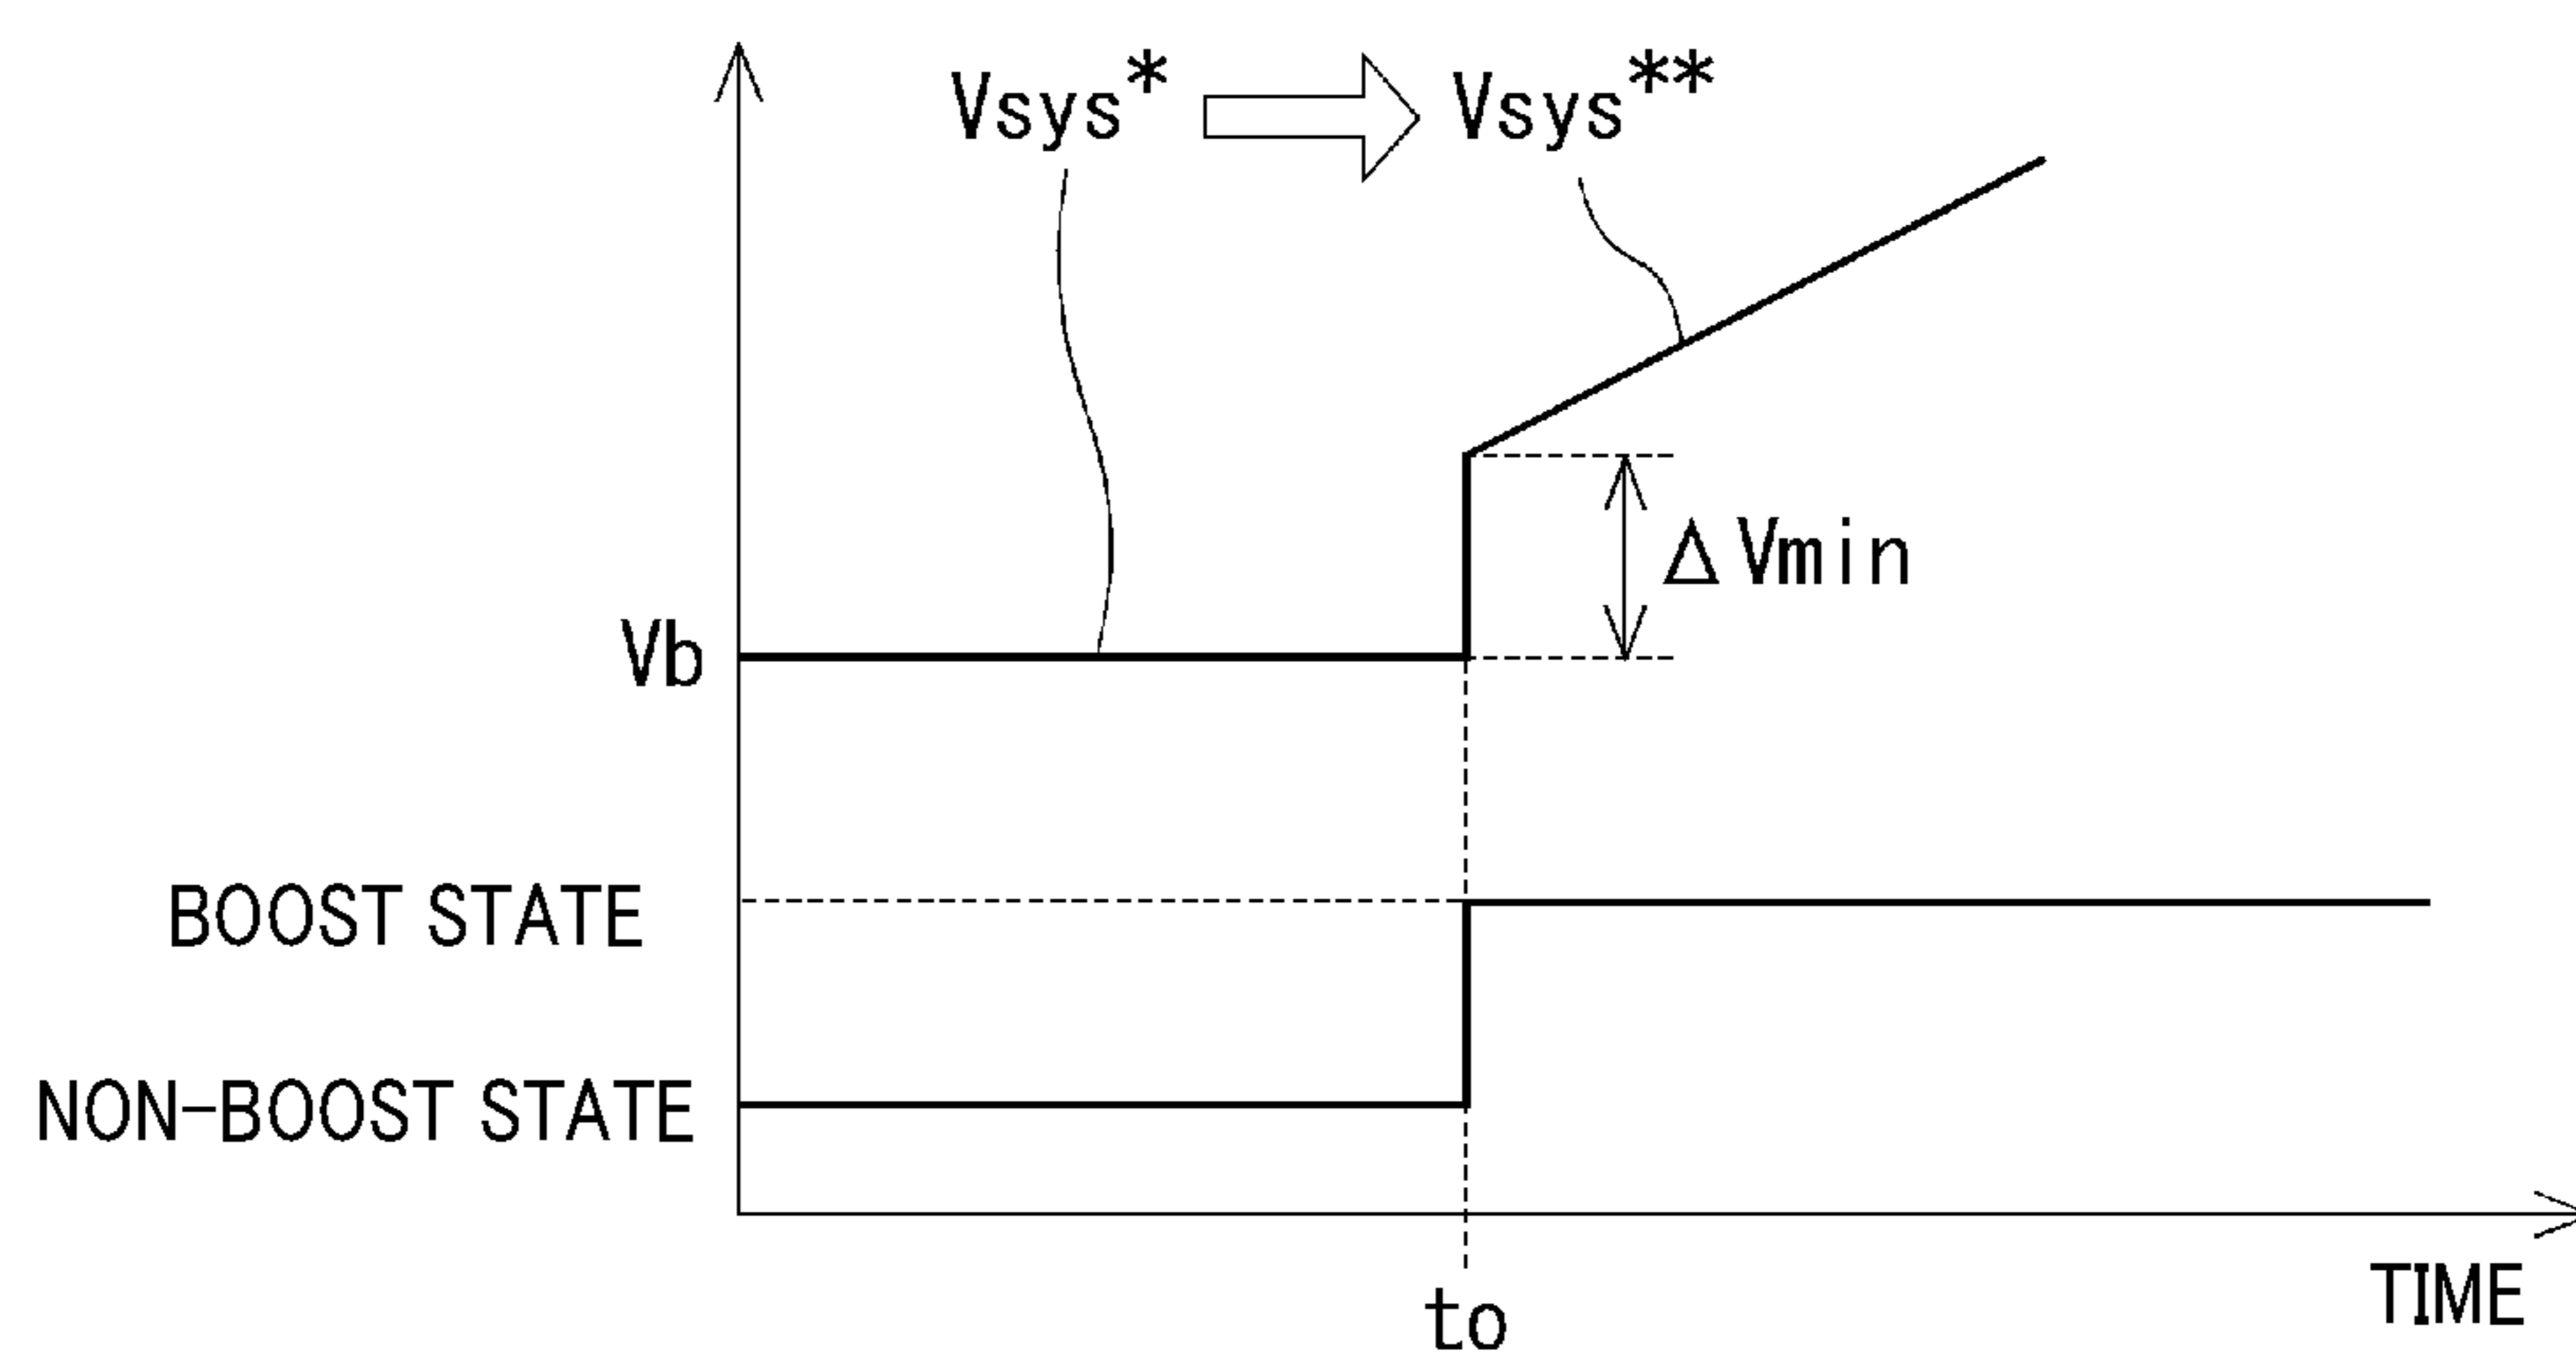 Vsys* Vsys**
ΔVmin
Vb
BOOST STATE
NON-BOOST STATE
TIME
to